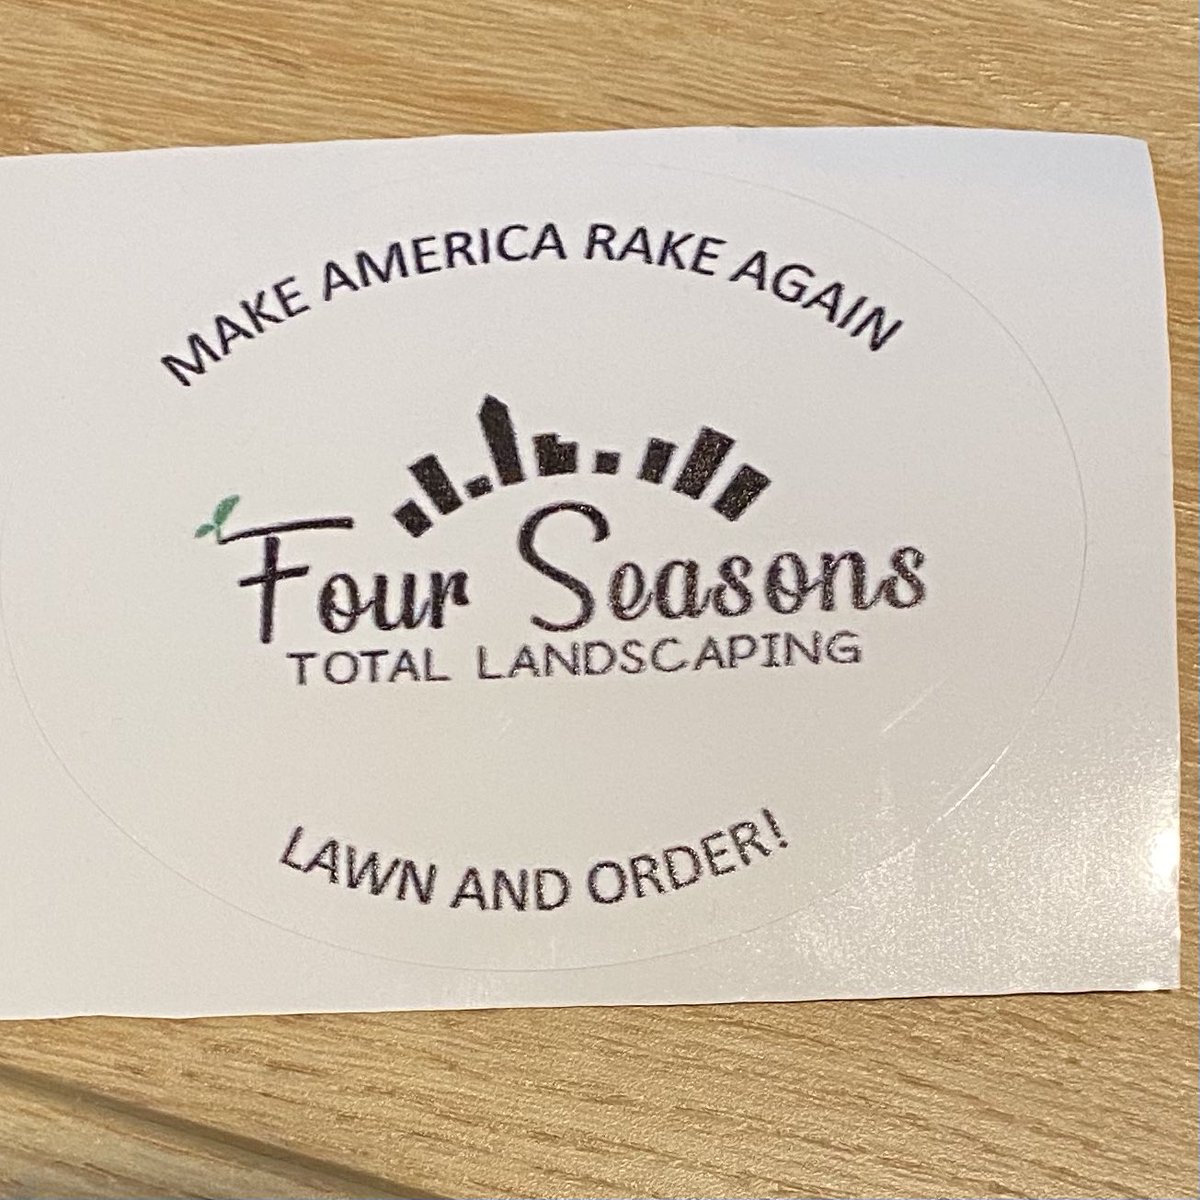 MAKE AMERICA RAKE AGAIN
Four Seasons
TOTAL LANDSCAPING
LAWN AND ORDER!